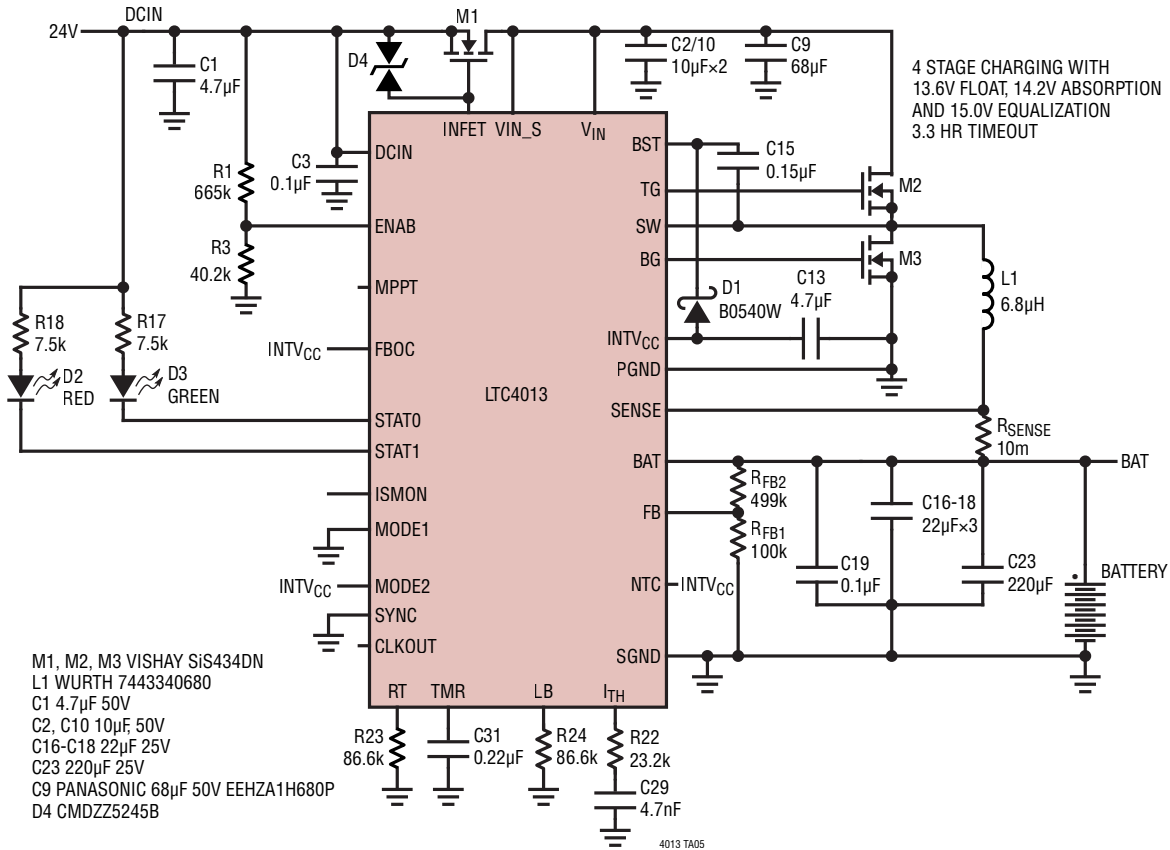 DCIN
M1
24V
D4
C1
4.7µF
C2/10
10µF×2
C9
68µF
4 STAGE CHARGING WITH
13.6V FLOAT, 14.2V ABSORPTION
AND 15.0V EQUALIZATION
3.3 HR TIMEOUT
INFET
VIN_S
VIN
DCIN
BST
C15
0.15µF
C3
0.1µF
R1
665k
TG
M2
ENAB
SW
R3
40.2k
BG
M3
MPPT
D1
B0540W
C13
4.7µF
L1
6.8µH
R18
7.5k
R17
7.5k
INTVCC
FBOC
INTVCC
PGND
D2
RED
D3
GREEN
LTC4013
STAT0
SENSE
RSENSE
10m
STAT1
BAT
BAT
RFB2
499k
ISMON
FB
C16-18
22µF×3
MODE1
RFB1
100k
C19
0.1µF
C23
220µF
BATTERY
INTVCC
MODE2
NTC
INTVCC
SYNC
CLKOUT
SGND
M1, M2, M3 VISHAY SiS434DN
L1 WURTH 7443340680
C1 4.7µF 50V
C2, C10 10µF, 50V
C16-C18 22µF 25V
C23 220µF 25V
C9 PANASONIC 68µF 50V EEHZA1H680P
D4 CMDZZ5245B
RT
TMR
LB
ITH
R23
86.6k
C31
0.22µF
R24
86.6k
R22
23.2k
C29
4.7nF
4013 TA05